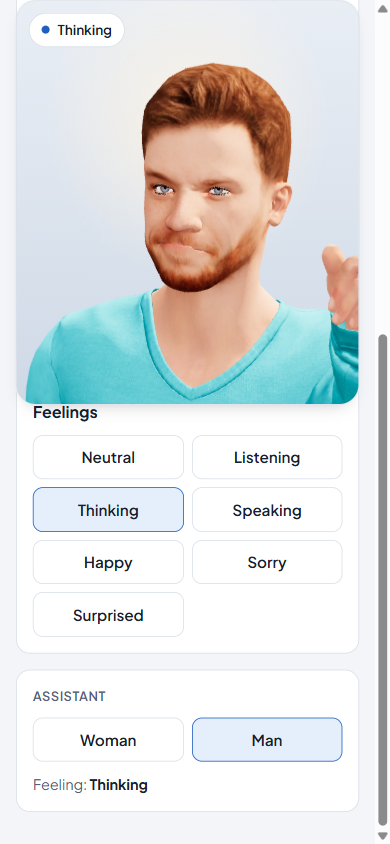 Thinking
Feelings
Neutral
Listening
Thinking
Speaking
Happy
Sorry
Surprised
ASSISTANT
Woman
Man
Feeling: Thinking